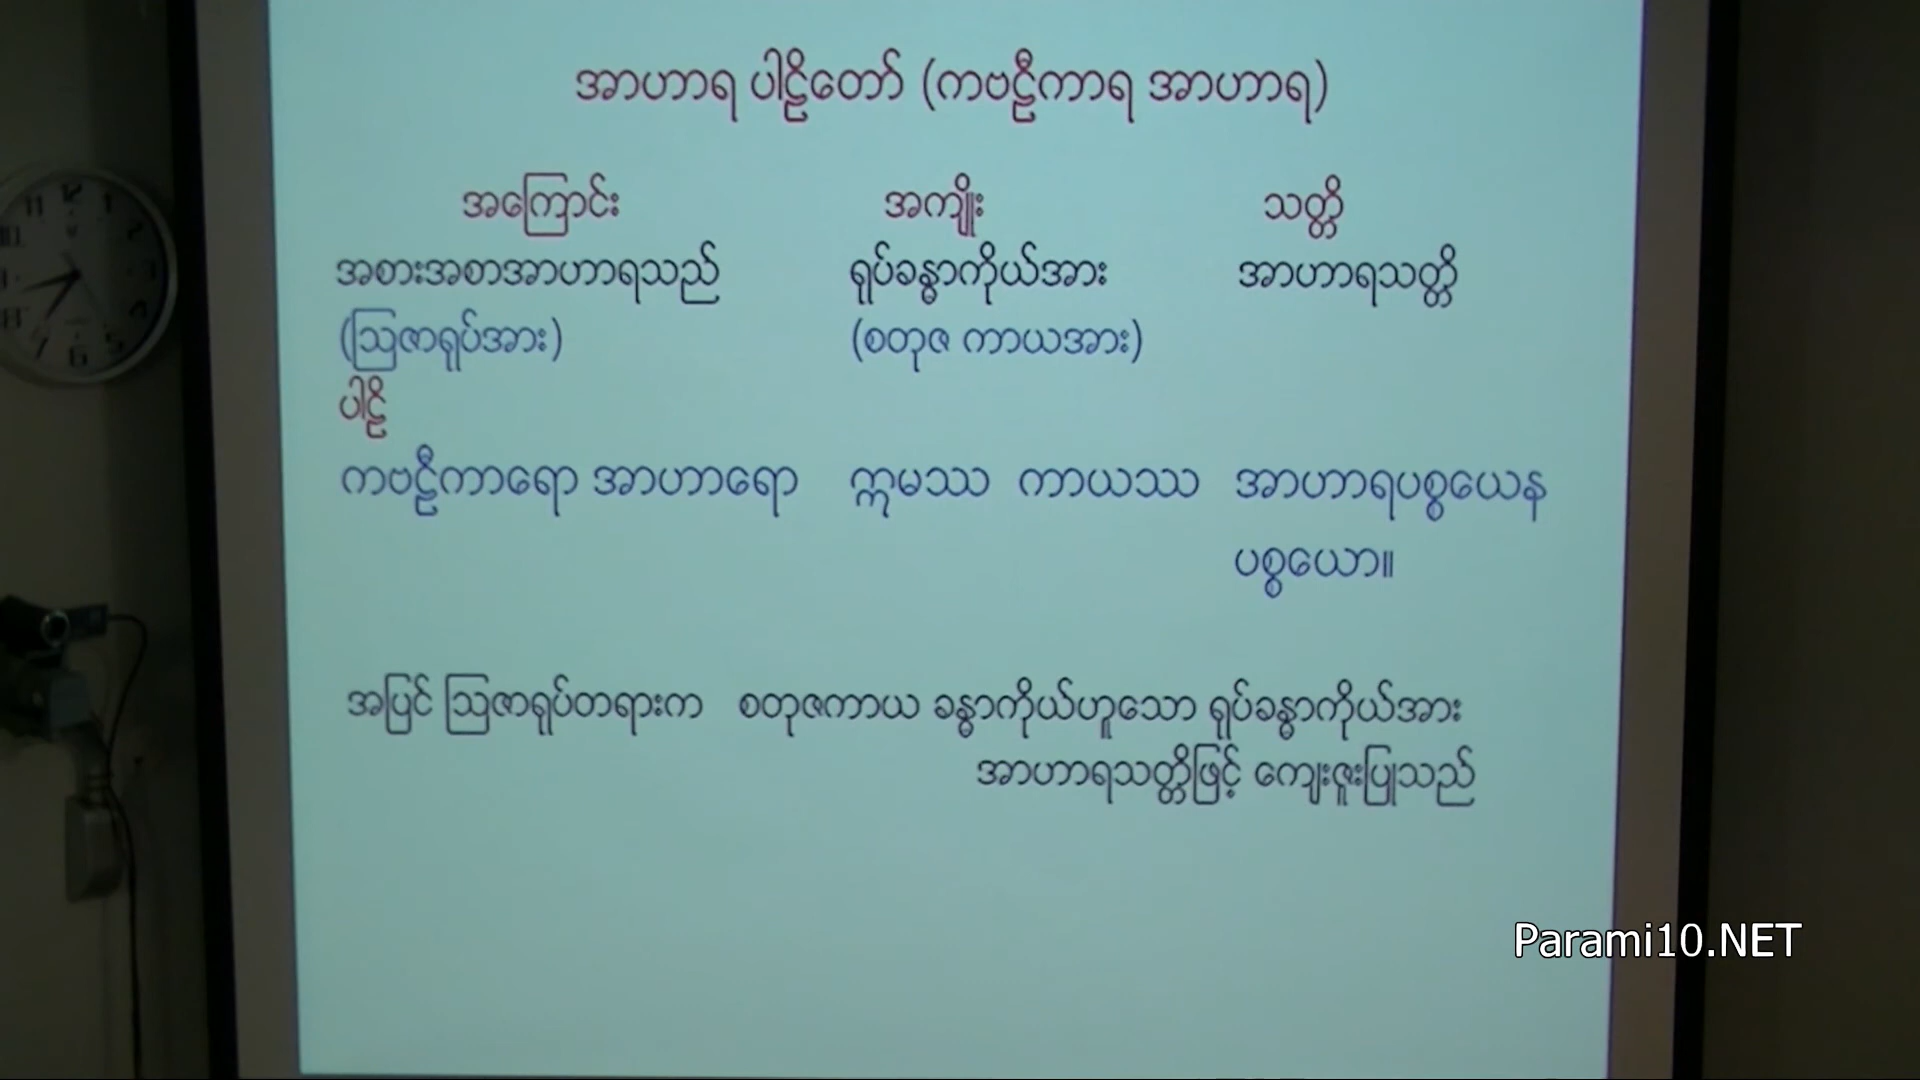 အာဟာရ ပါဠိတော် (ကဗဠီကာရ အာဟာရ)
အကြောင်း အကျိုး သတ္တိ
အစားအစာအာဟာရသည် ရုပ်ခန္ဓာကိုယ်အား အာဟာရသတ္တိ
(ဩဇာရုပ်အား) (စတုဇ ကာယအား)
ပါဠိ
ကဗဠီကာရော အာဟာရော ဣမဿ ကာယဿ အာဟာရပစ္စယေန
ပစ္စယော။
အပြင် ဩဇာရုပ်တရားက စတုဇကာယ ခန္ဓာကိုယ်ဟူသော ရုပ်ခန္ဓာကိုယ်အား
အာဟာရသတ္တိဖြင့် ကျေးဇူးပြုသည်
Parami10.NET